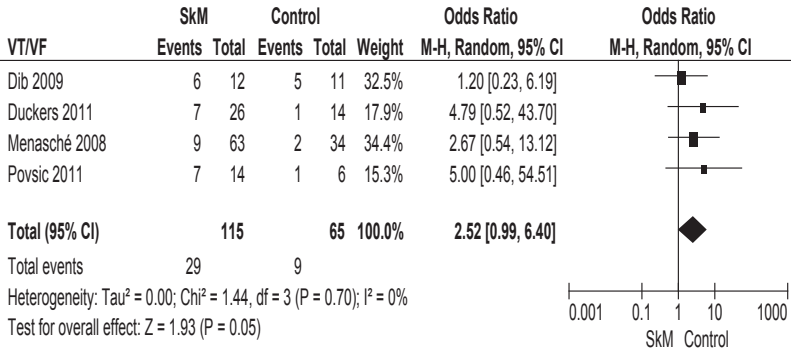 SkM Control Odds Ratio Odds Ratio
VT/VF Events Total Events Total Weight M-H, Random, 95% CI M-H, Random, 95% CI
Dib 2009 6 12 5 11 32.5% 1.20 [0.23, 6.19]
Duckers 2011 7 26 1 14 17.9% 4.79 [0.52, 43.70]
Menasché 2008 9 63 2 34 34.4% 2.67 [0.54, 13.12]
Povsic 2011 7 14 1 6 15.3% 5.00 [0.46, 54.51]
Total (95% CI) 115 65 100.0% 2.52 [0.99, 6.40]
Total events 29 9
Heterogeneity: Tau² = 0.00; Chi² = 1.44, df = 3 (P = 0.70); I² = 0%
Test for overall effect: Z = 1.93 (P = 0.05)
0.001 0.1 1 10 1000
SkM Control